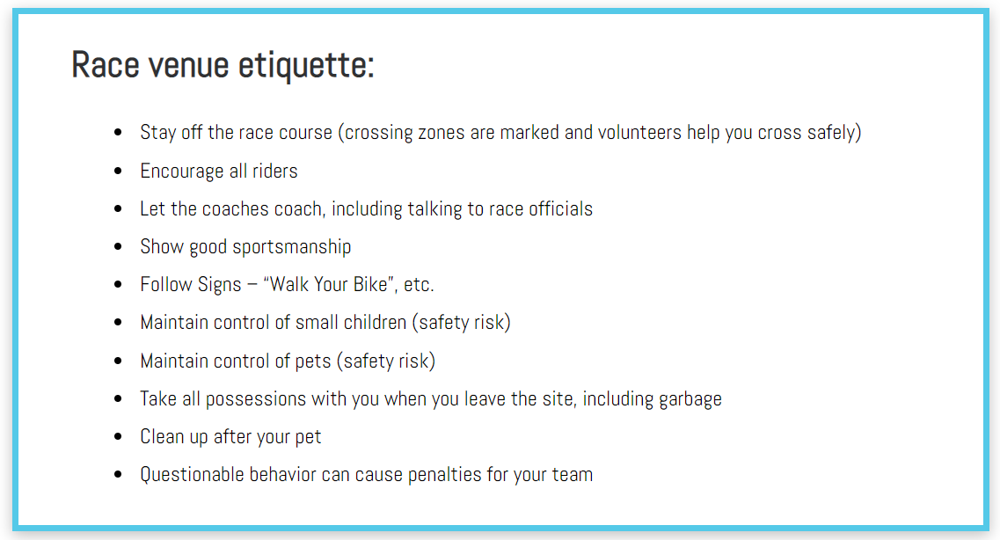 Race venue etiquette:
• Stay off the race course (crossing zones are marked and volunteers help you cross safely)
• Encourage all riders
• Let the coaches coach, including talking to race officials
• Show good sportsmanship
• Follow Signs – “Walk Your Bike”, etc.
• Maintain control of small children (safety risk)
• Maintain control of pets (safety risk)
• Take all possessions with you when you leave the site, including garbage
• Clean up after your pet
• Questionable behavior can cause penalties for your team